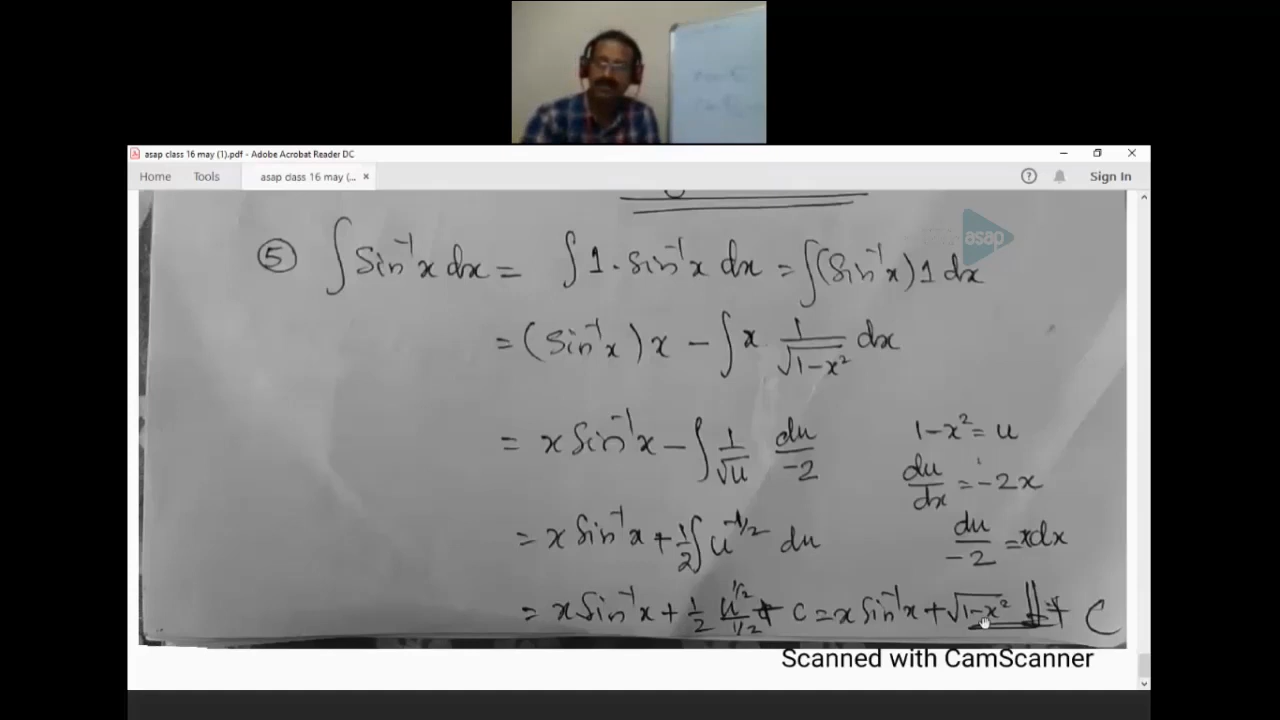 asap class 16 may (1).pdf - Adobe Acrobat Reader DC
Home Tools asap class 16 may (... × ? Sign In
asap
⑤ ∫ Sin⁻¹x dx = ∫ 1 · sin⁻¹x dx = ∫ (Sin⁻¹x) 1 dx
= (Sin⁻¹x) x − ∫ x · 1/√(1−x²) dx
= x Sin⁻¹x − ∫ 1/√u du/−2
1−x² = u
du/dx = −2x
= x Sin⁻¹x + 1/2 ∫ u^(−1/2) du
du/−2 = xdx
= x Sin⁻¹x + 1/2 u^(1/2)/(1/2) + C = x Sin⁻¹x + √(1−x²) + C
Scanned with CamScanner